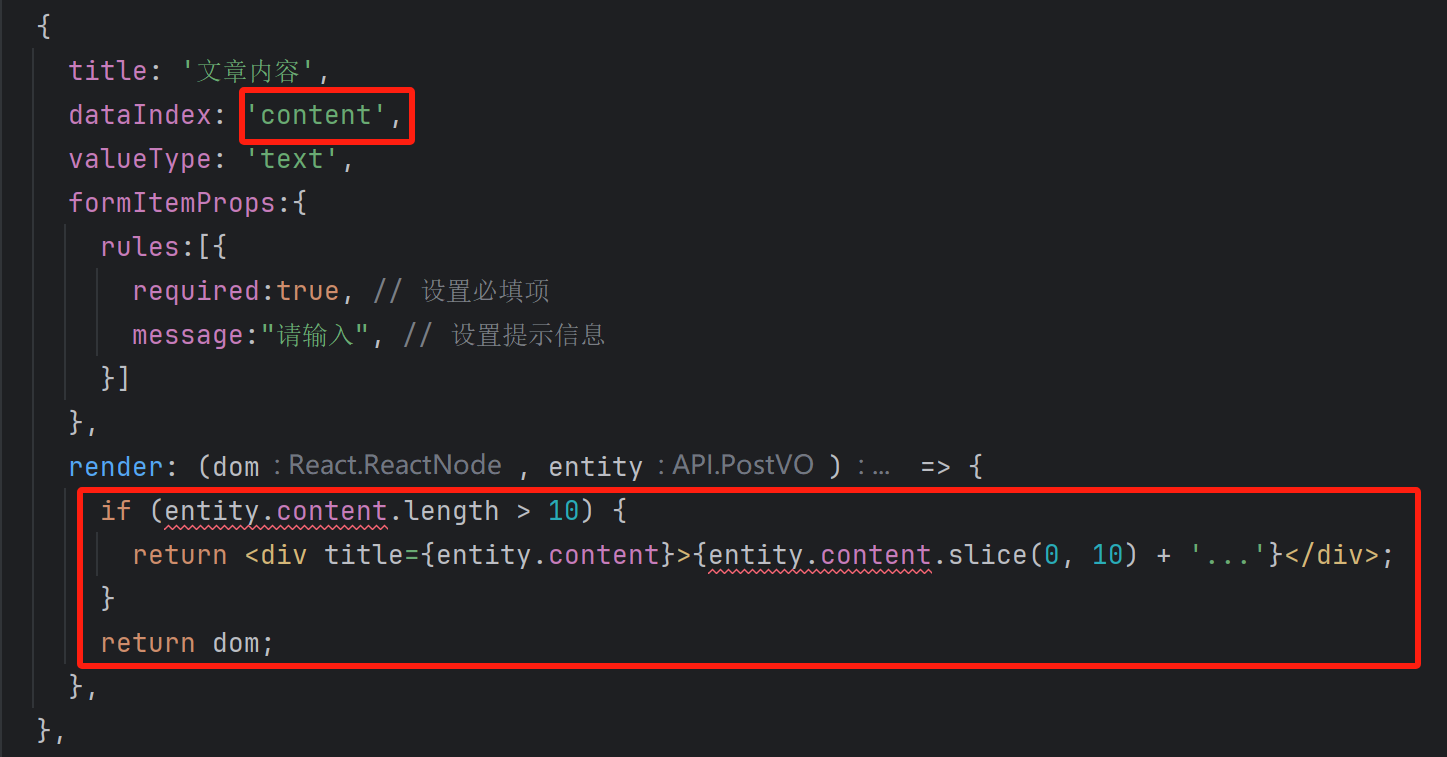 {
title: '文章内容',
dataIndex: 'content',
valueType: 'text',
formItemProps:{
rules:[{
required:true, // 设置必填项
message:"请输入", // 设置提示信息
}]
},
render: (dom : React.ReactNode , entity : API.PostVO ) : ... => {
if (entity.content.length > 10) {
return <div title={entity.content}>{entity.content.slice(0, 10) + '...'}</div>;
}
return dom;
},
},